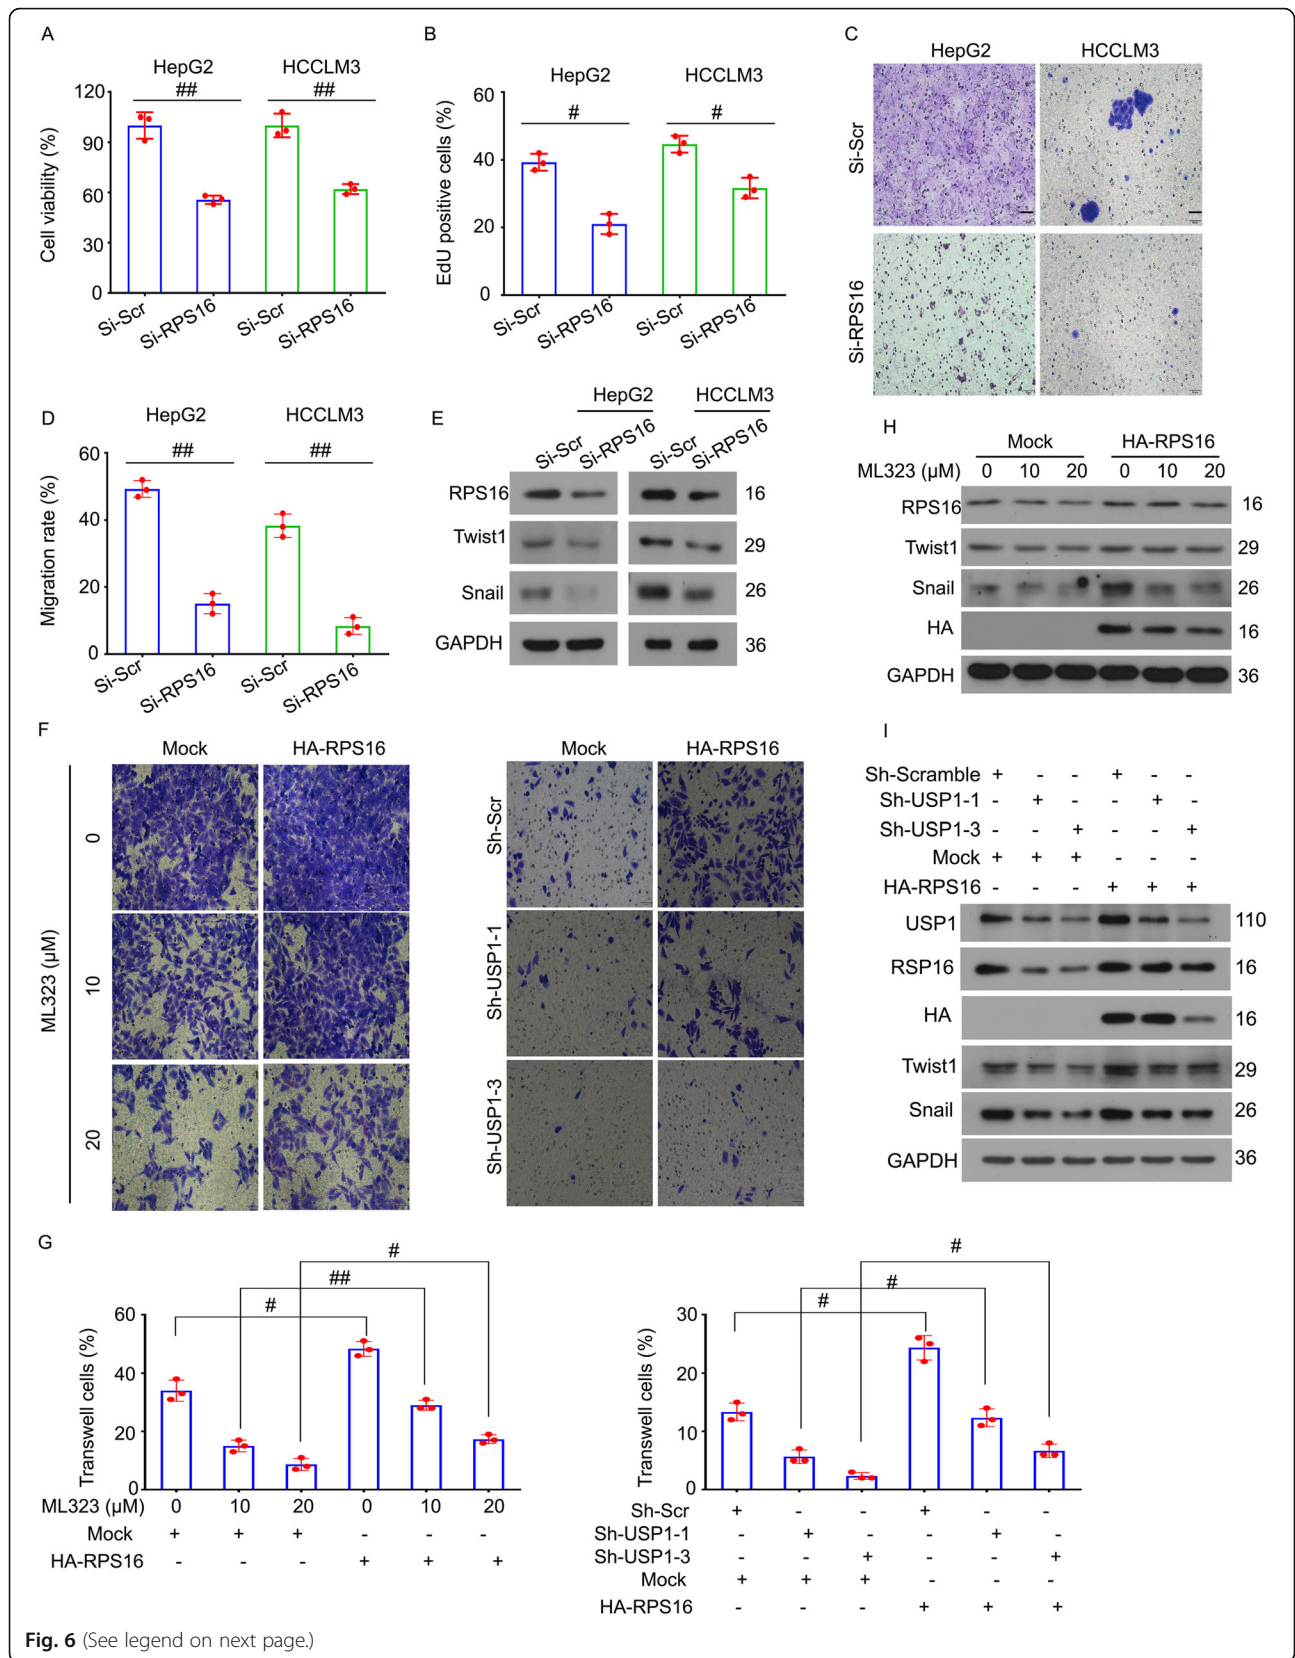 A
HepG2 HCCLM3
## ##
Cell viability (%)
120
90
60
30
0
Si-Scr Si-RPS16 Si-Scr Si-RPS16
B
HepG2 HCCLM3
# #
EdU positive cells (%)
60
40
20
0
Si-Scr Si-RPS16 Si-Scr Si-RPS16
C
HepG2 HCCLM3
Si-Scr
Si-RPS16
D
HepG2 HCCLM3
## ##
Migration rate (%)
60
40
20
0
Si-Scr Si-RPS16 Si-Scr Si-RPS16
E
HepG2 HCCLM3
Si-Scr Si-RPS16 Si-Scr Si-RPS16
RPS16 16
Twist1 29
Snail 26
GAPDH 36
H
Mock HA-RPS16
ML323 (μM) 0 10 20 0 10 20
RPS16 16
Twist1 29
Snail 26
HA 16
GAPDH 36
F
Mock HA-RPS16
ML323 (μM)
0
10
20
Mock HA-RPS16
Sh-Scr
Sh-USP1-1
Sh-USP1-3
I
Sh-Scramble + - - + - -
Sh-USP1-1 - + - - + -
Sh-USP1-3 - - + - - +
Mock + + + - - -
HA-RPS16 - - - + + +
USP1 110
RSP16 16
HA 16
Twist1 29
Snail 26
GAPDH 36
G
#
##
#
Transwell cells (%)
60
40
20
0
ML323 (μM) 0 10 20 0 10 20
Mock + + + - - -
HA-RPS16 - - - + + +
#
#
#
Transwell cells (%)
30
20
10
0
Sh-Scr + - - + - -
Sh-USP1-1 - + - - + -
Sh-USP1-3 - - + - - +
Mock + + + - - -
HA-RPS16 - - - + + +
Fig. 6 (See legend on next page.)